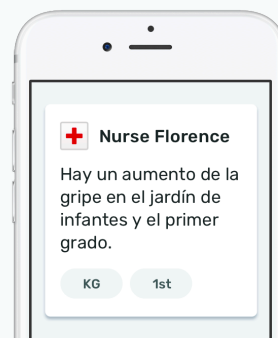 Nurse Florence
Hay un aumento de la
gripe en el jardín de
infantes y el primer
grado.
KG
1st